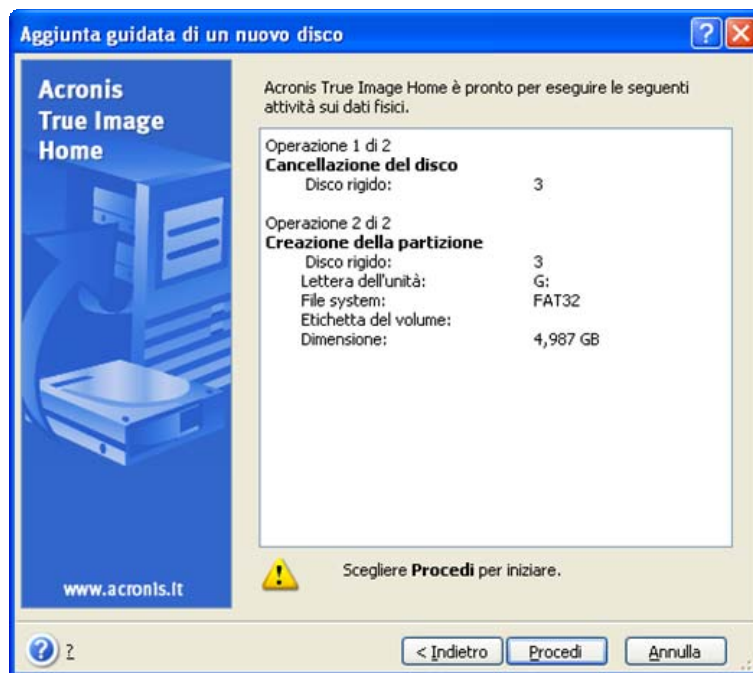 Aggiunta guidata di un nuovo disco
Acronis
True Image
Home
Acronis True Image Home è pronto per eseguire le seguenti
attività sui dati fisici.
Operazione 1 di 2
Cancellazione del disco
Disco rigido: 3
Operazione 2 di 2
Creazione della partizione
Disco rigido: 3
Lettera dell'unità: G:
File system: FAT32
Etichetta del volume:
Dimensione: 4,987 GB
Scegliere Procedi per iniziare.
www.acronis.it
? < Indietro Procedi Annulla